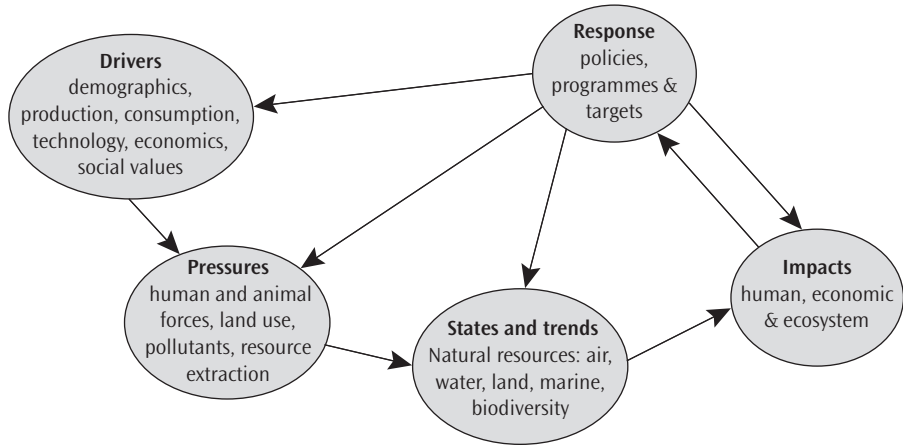 Drivers
demographics,
production, consumption,
technology, economics,
social values
Response
policies,
programmes &
targets
Pressures
human and animal
forces, land use,
pollutants, resource
extraction
States and trends
Natural resources: air,
water, land, marine,
biodiversity
Impacts
human, economic
& ecosystem